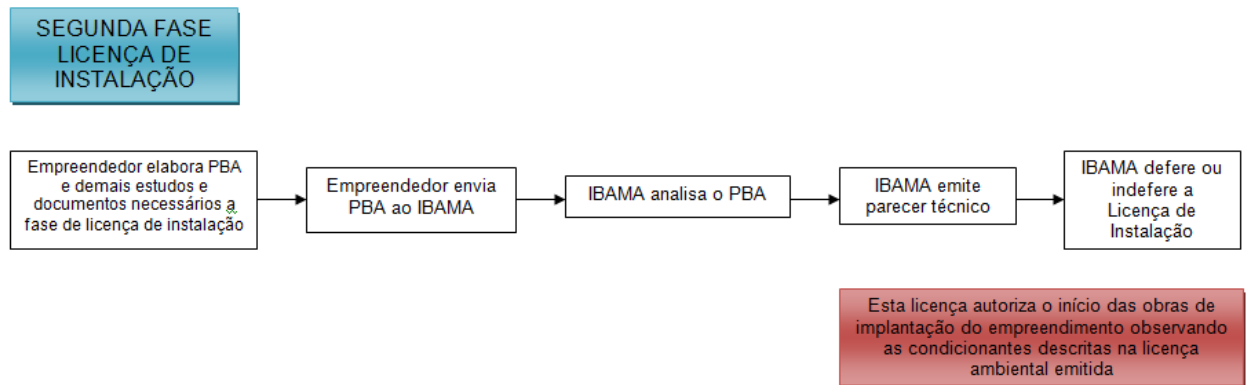 SEGUNDA FASE
LICENÇA DE
INSTALAÇÃO
Empreendedor elabora PBA
e demais estudos e
documentos necessários a
fase de licença de instalação
Empreendedor envia
PBA ao IBAMA
IBAMA analisa o PBA
IBAMA emite
parecer técnico
IBAMA defere ou
indefere a
Licença de
Instalação
Esta licença autoriza o início das obras de
implantação do empreendimento observando
as condicionantes descritas na licença
ambiental emitida